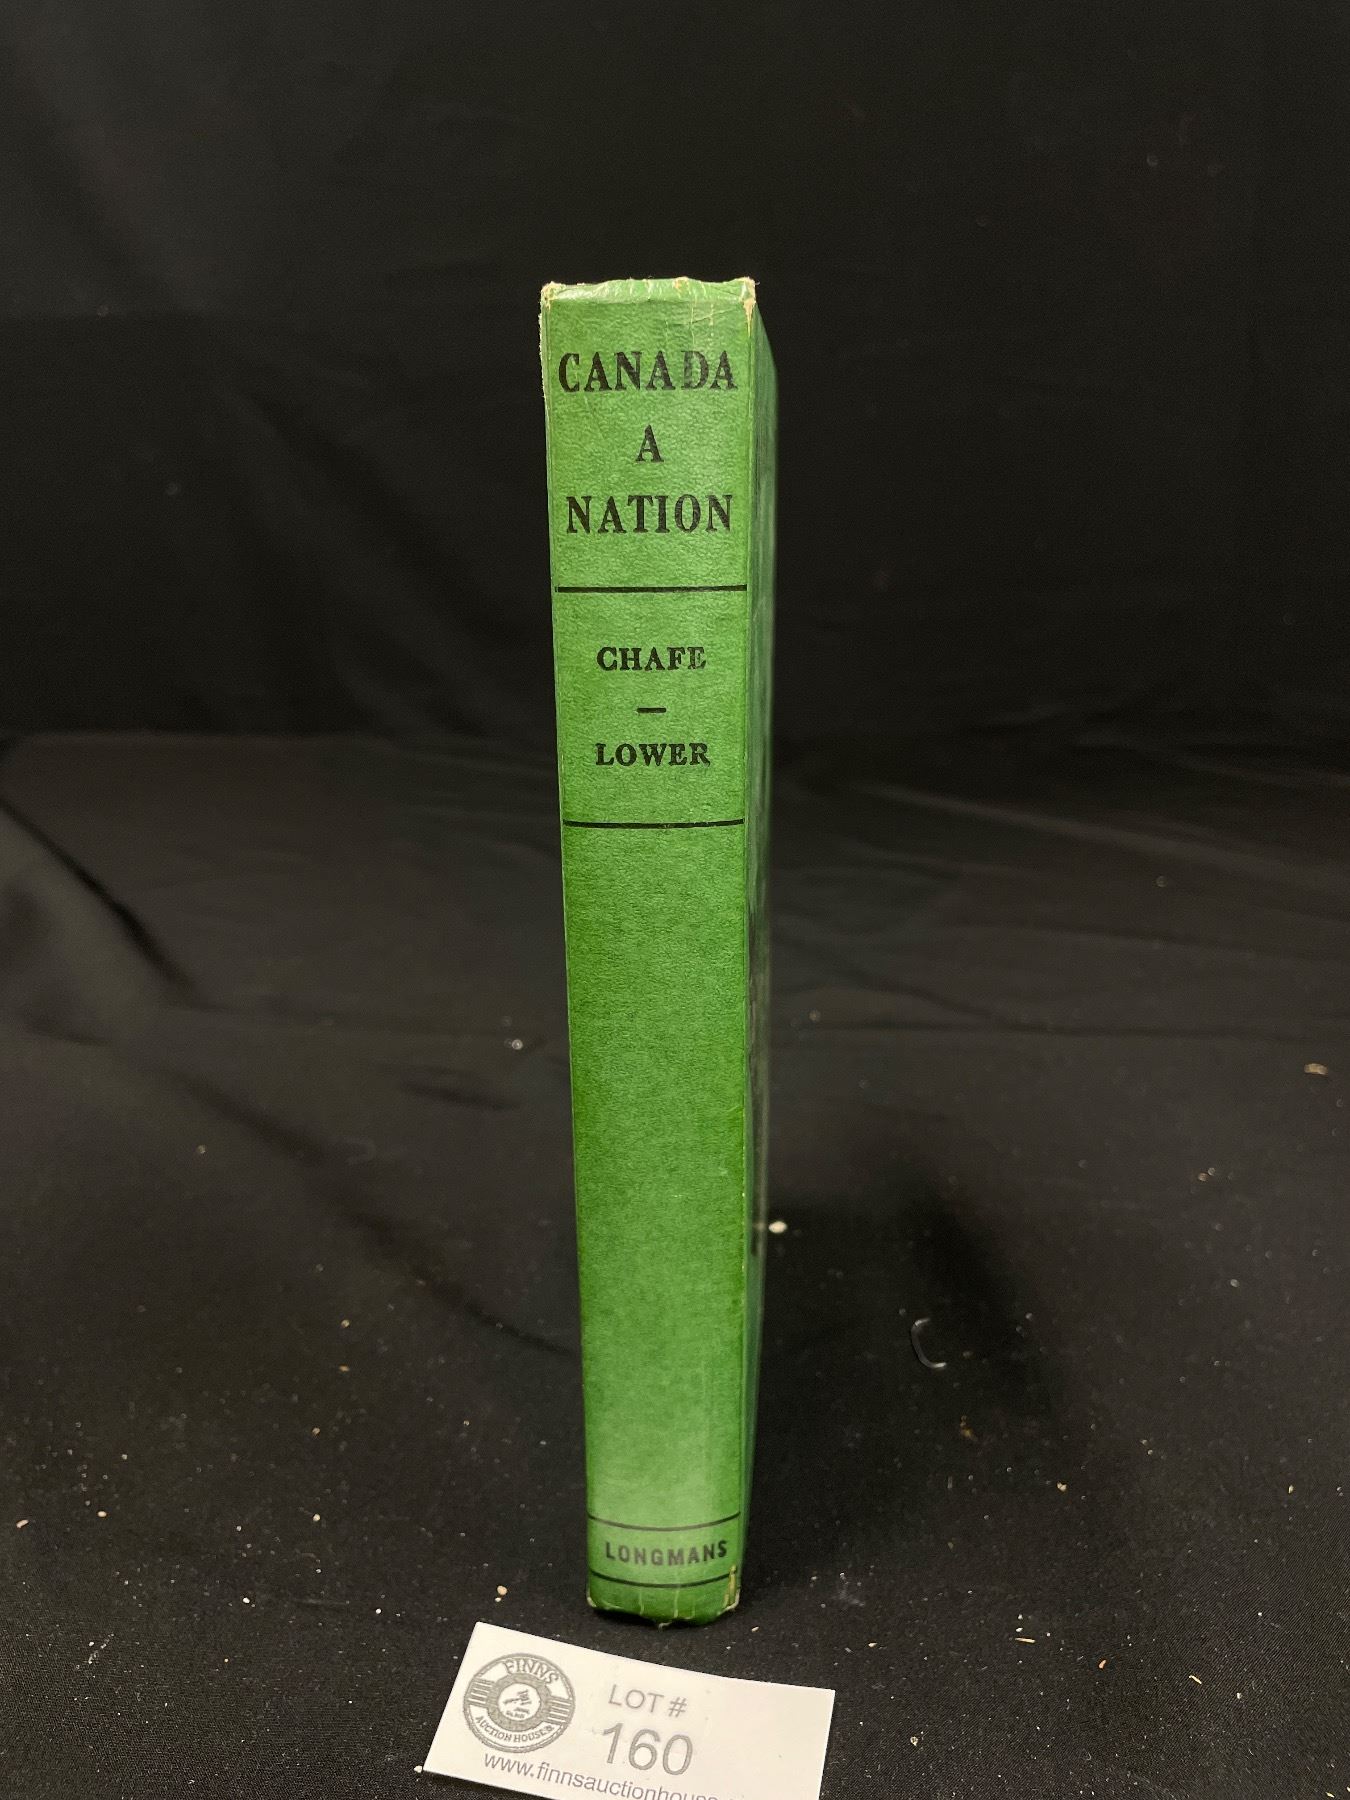 CANADA
A
NATION
CHAFE
—
LOWER
LONGMANS
FINNS
AUCTION HOUSE
LOT #
160
www.finnsauctionhouse.